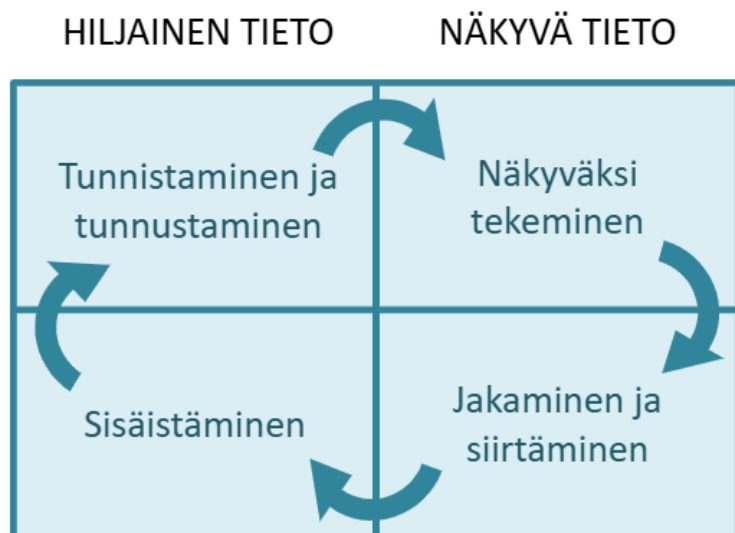 HILJAINEN TIETO
NÄKYVÄ TIETO
Tunnistaminen ja
tunnustaminen
Näkyväksi
tekeminen
Sisäistäminen
Jakaminen ja
siirtäminen